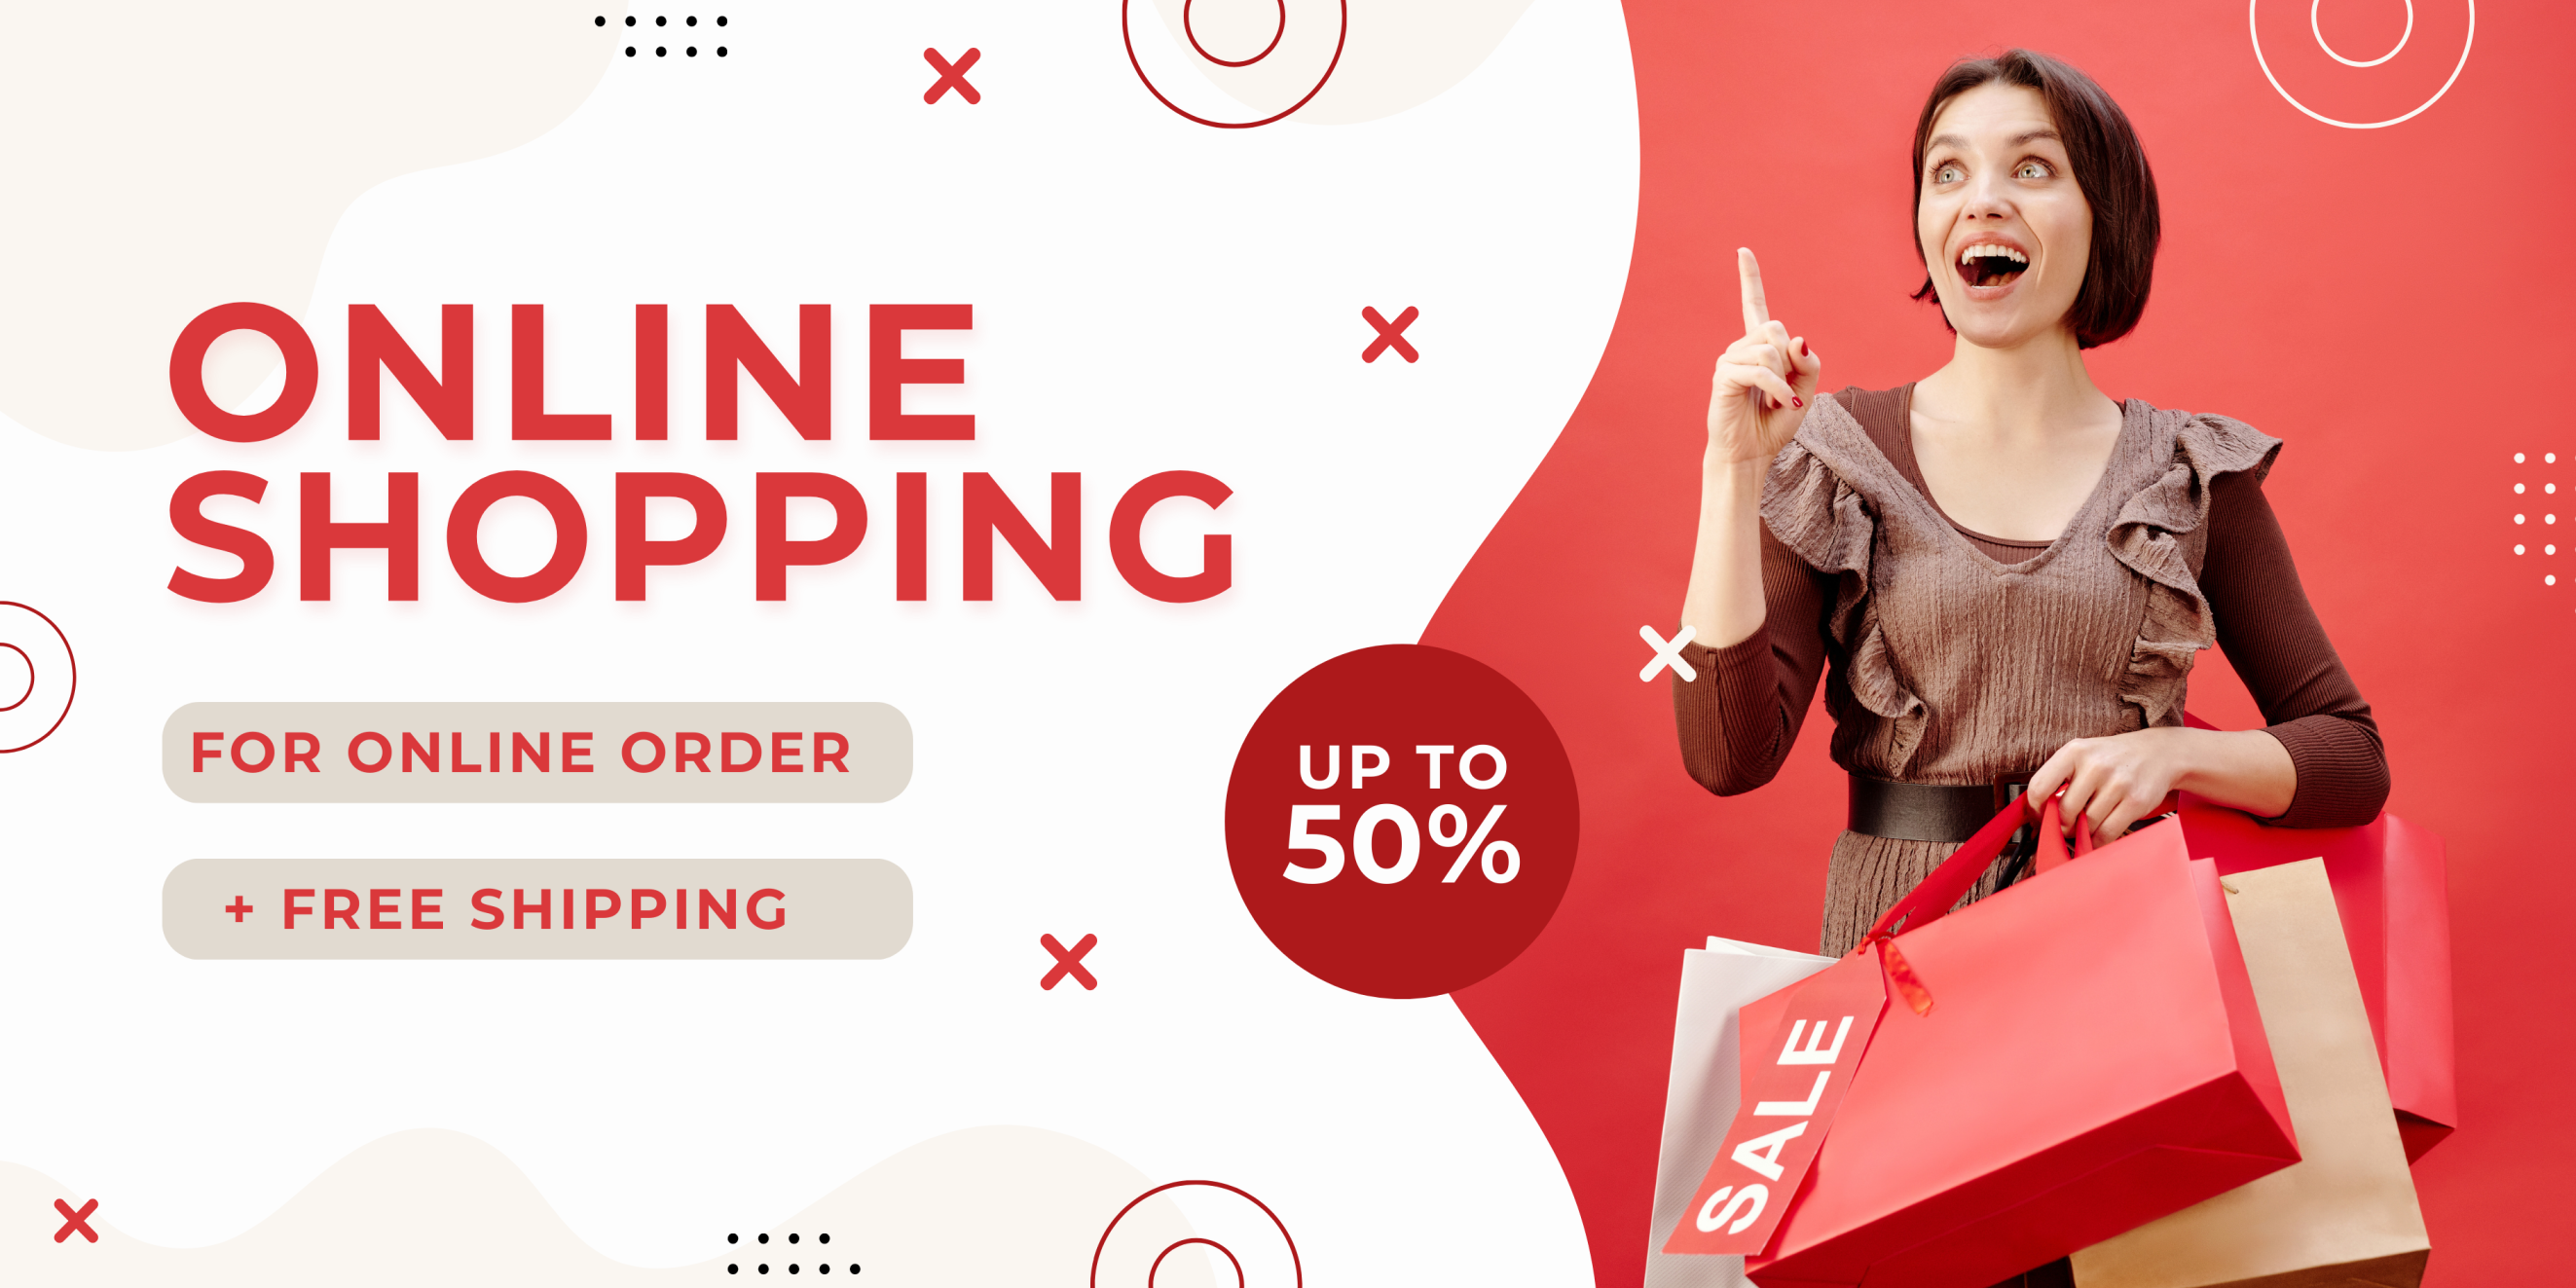 ONLINE
SHOPPING
FOR ONLINE ORDER
+ FREE SHIPPING
UP TO
50%
SALE